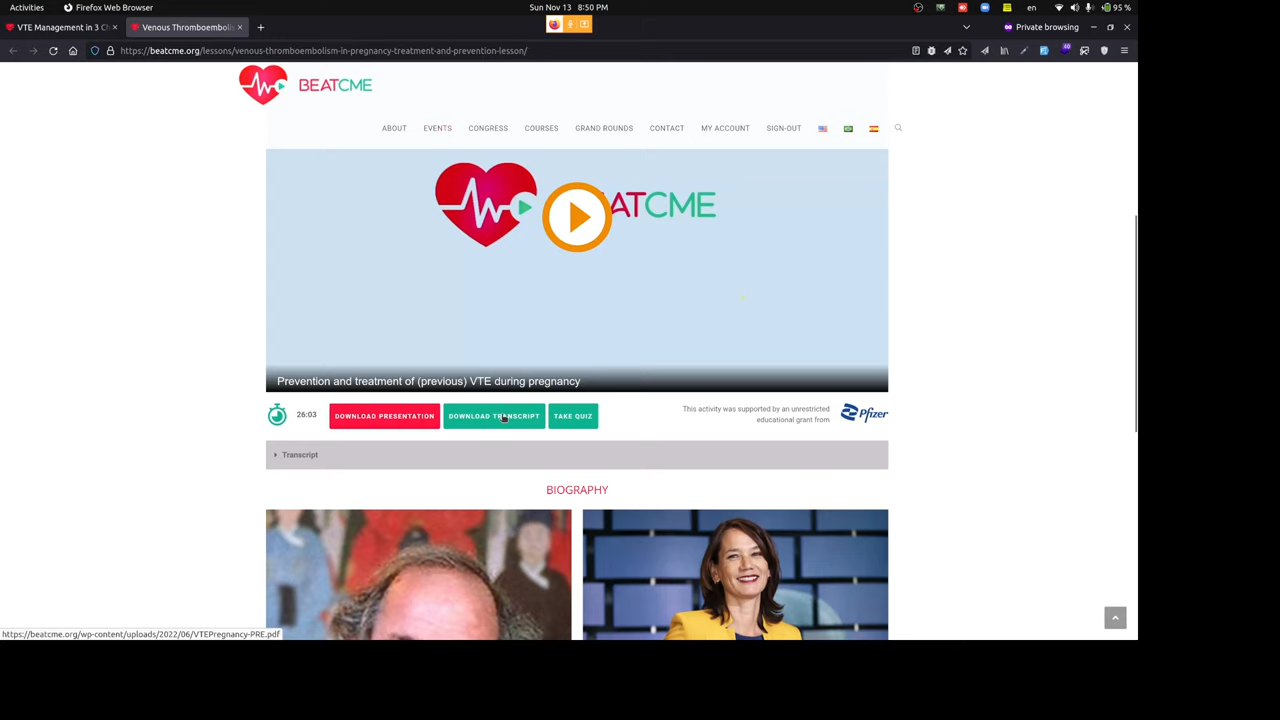 Activities
Firefox Web Browser
Sun Nov 13 8:50 PM
en
95 %
VTE Management in 3 Ch
Venous Thromboembolis
Private browsing
https://beatcme.org/lessons/venous-thromboembolism-in-pregnancy-treatment-and-prevention-lesson/
BEATCME
ABOUT EVENTS CONGRESS COURSES GRAND ROUNDS CONTACT MY ACCOUNT SIGN-OUT
ATCME
Prevention and treatment of (previous) VTE during pregnancy
26:03
DOWNLOAD PRESENTATION
DOWNLOAD TRANSCRIPT
TAKE QUIZ
This activity was supported by an unrestricted
educational grant from
Pfizer
Transcript
BIOGRAPHY
https://beatcme.org/wp-content/uploads/2022/06/VTEPregnancy-PRE.pdf